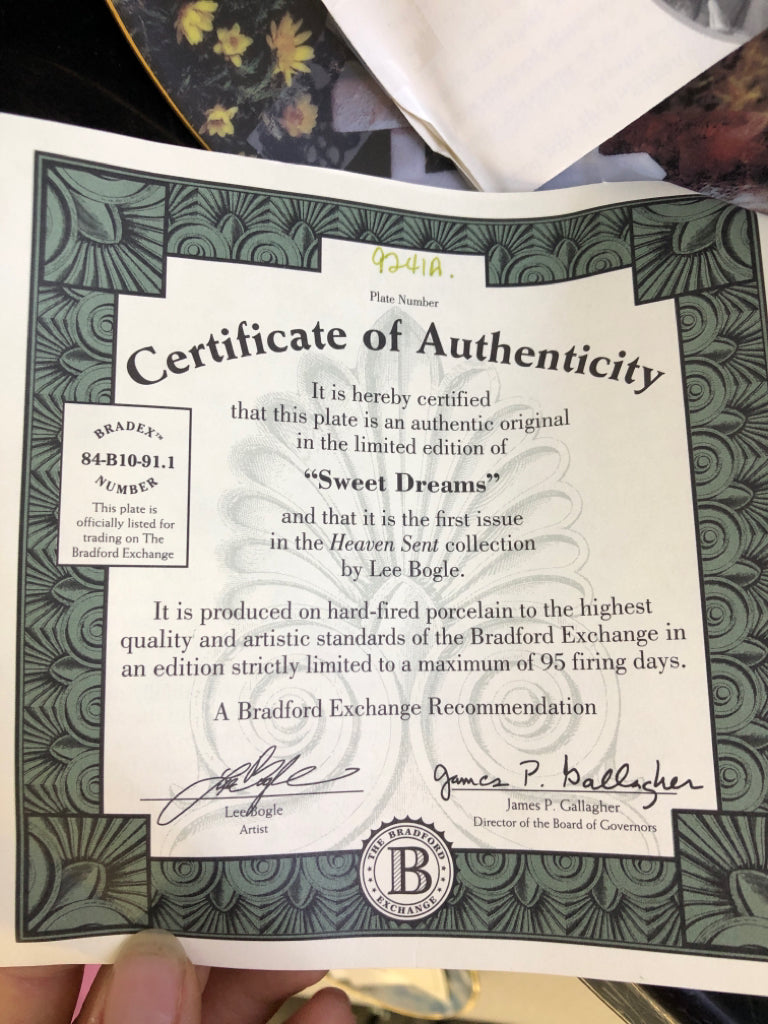 9241A.
Plate Number
Certificate of Authenticity
It is hereby certified
that this plate is an authentic original
in the limited edition of
“Sweet Dreams”
and that it is the first issue
in the Heaven Sent collection
by Lee Bogle.
BRADEX™
84-B10-91.1
NUMBER
This plate is
officially listed for
trading on The
Bradford Exchange
It is produced on hard-fired porcelain to the highest
quality and artistic standards of the Bradford Exchange in
an edition strictly limited to a maximum of 95 firing days.
A Bradford Exchange Recommendation
Lee Bogle
James P. Gallagher
Lee Bogle
Artist
James P. Gallagher
Director of the Board of Governors
THE BRADFORD
B
EXCHANGE